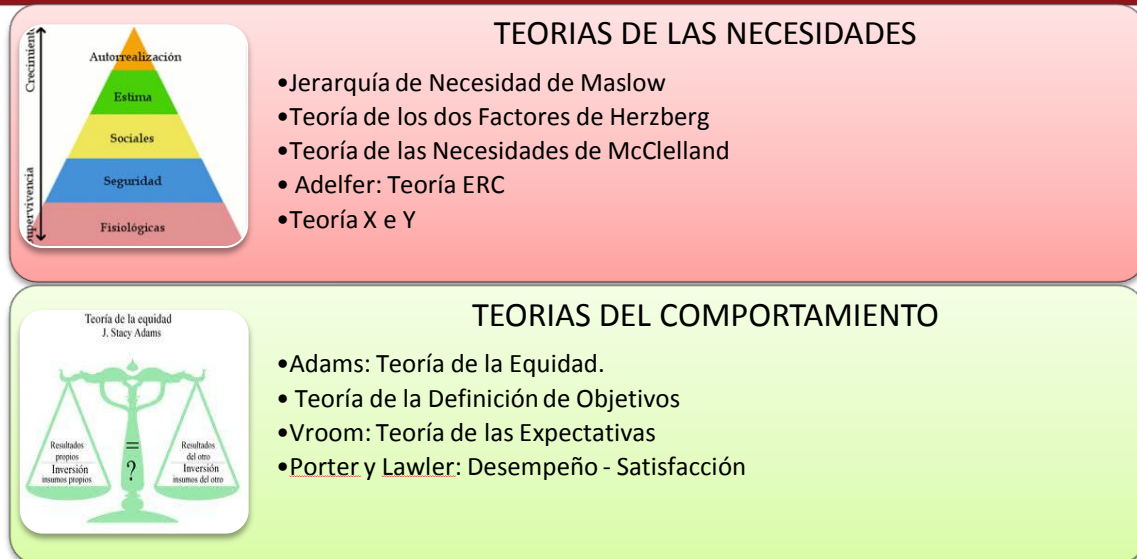 TEORIAS DE LAS NECESIDADES
Crecimient
Autorrealización
Estima
Sociales
Seguridad
upervivencia
Fisiológicas
•Jerarquía de Necesidad de Maslow
•Teoría de los dos Factores de Herzberg
•Teoría de las Necesidades de McClelland
• Adelfer: Teoría ERC
•Teoría X e Y
TEORIAS DEL COMPORTAMIENTO
Teoría de la equidad
J. Stacy Adams
Resultados
propios
Inversión
insumos propios
=
?
Resultados
del otro
Inversión
insumos del otro
•Adams: Teoría de la Equidad.
• Teoría de la Definición de Objetivos
•Vroom: Teoría de las Expectativas
•Porter y Lawler: Desempeño - Satisfacción